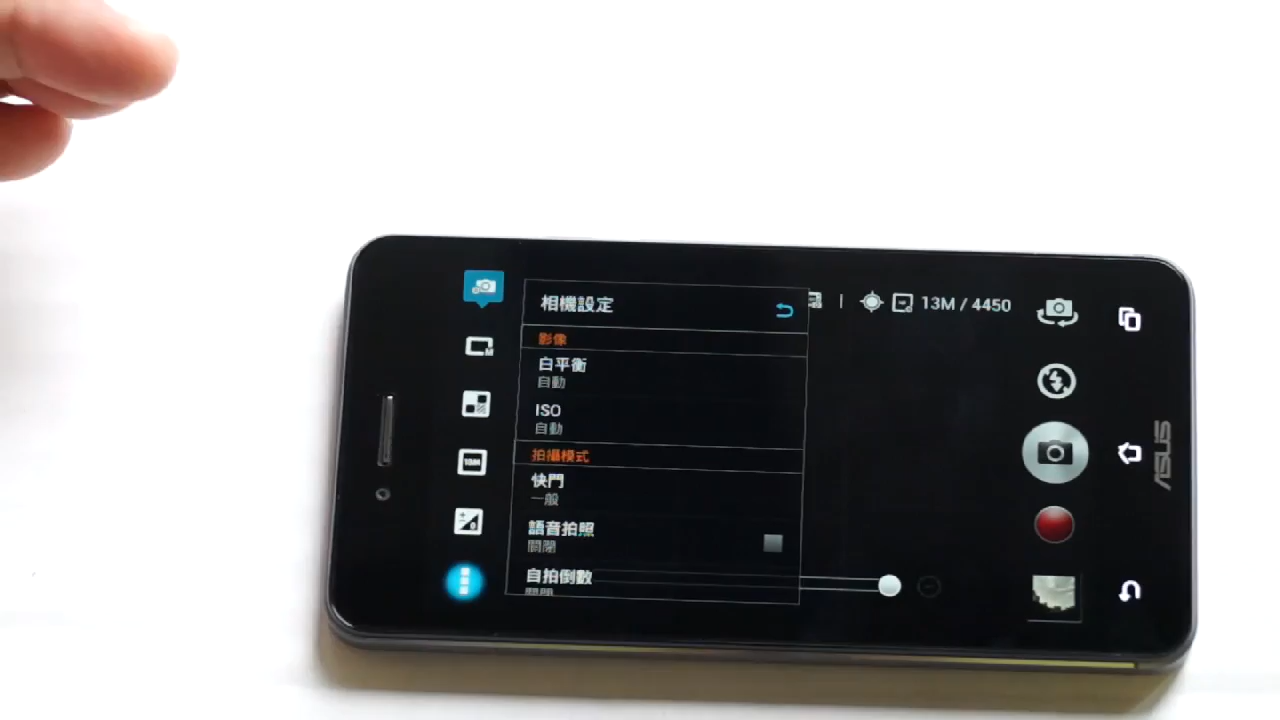 相機設定
影像
白平衡
自動
ISO
自動
拍攝模式
快門
一般
語音拍照
關閉
自拍倒數
13M / 4450
ASUS